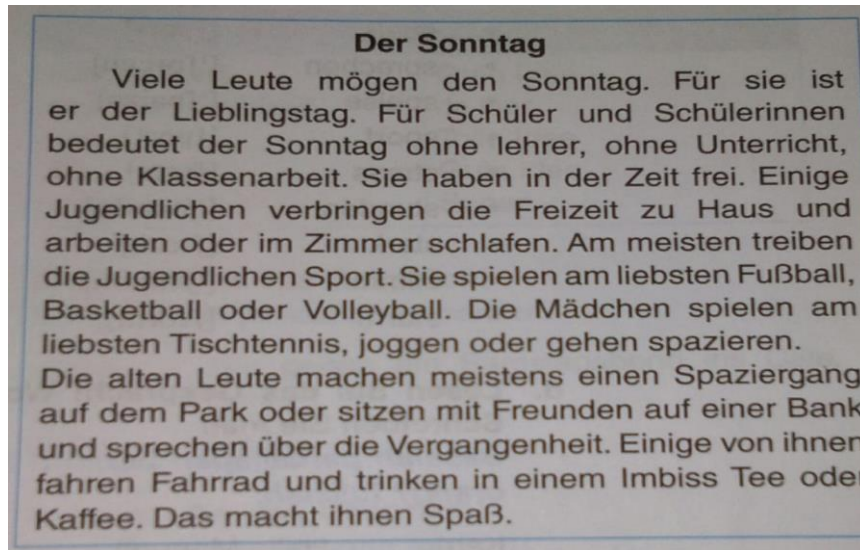 Der Sonntag
Viele Leute mögen den Sonntag. Für sie ist
er der Lieblingstag. Für Schüler und Schülerinnen
bedeutet der Sonntag ohne lehrer, ohne Unterricht,
ohne Klassenarbeit. Sie haben in der Zeit frei. Einige
Jugendlichen verbringen die Freizeit zu Haus und
arbeiten oder im Zimmer schlafen. Am meisten treiben
die Jugendlichen Sport. Sie spielen am liebsten Fußball,
Basketball oder Volleyball. Die Mädchen spielen am
liebsten Tischtennis, joggen oder gehen spazieren.
Die alten Leute machen meistens einen Spaziergang
auf dem Park oder sitzen mit Freunden auf einer Bank
und sprechen über die Vergangenheit. Einige von ihnen
fahren Fahrrad und trinken in einem Imbiss Tee oder
Kaffee. Das macht ihnen Spaß.